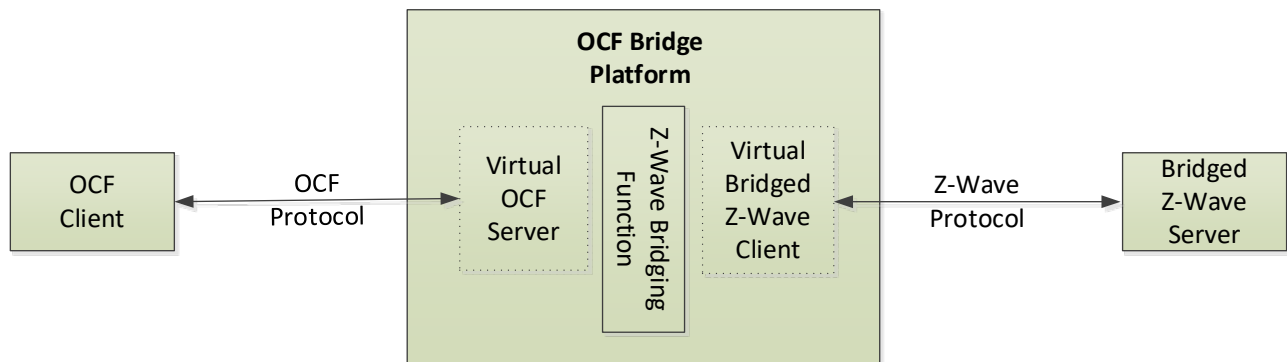 OCF Bridge
Platform
OCF
Client
OCF
Protocol
Virtual
OCF
Server
Z-Wave Bridging
Function
Virtual
Bridged
Z-Wave
Client
Z-Wave
Protocol
Bridged
Z-Wave
Server